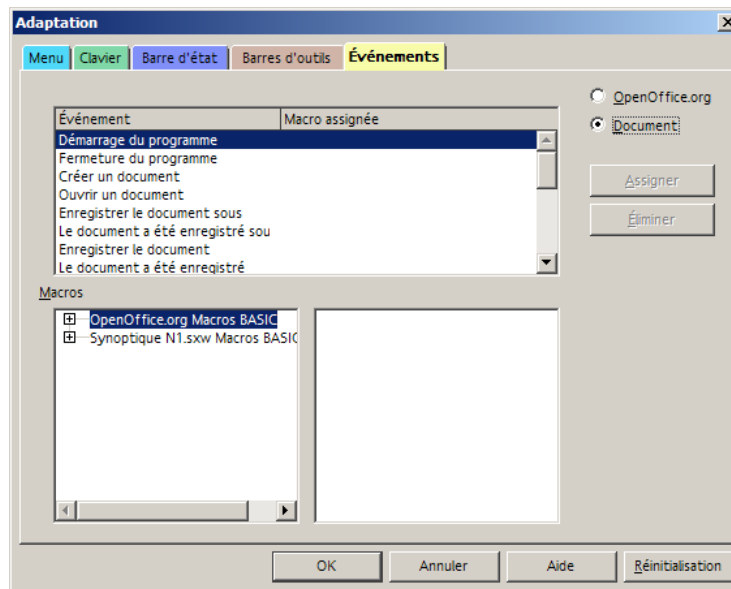 Adaptation
Menu Clavier Barre d'état Barres d'outils Événements
OpenOffice.org
Document
Événement Macro assignée
Démarrage du programme
Fermeture du programme
Créer un document
Ouvrir un document
Enregistrer le document sous
Le document a été enregistré sou
Enregistrer le document
Le document a été enregistré
Assigner
Éliminer
Macros
OpenOffice.org Macros BASIC
Synoptique N1.sxw Macros BASIC
OK Annuler Aide Réinitialisation